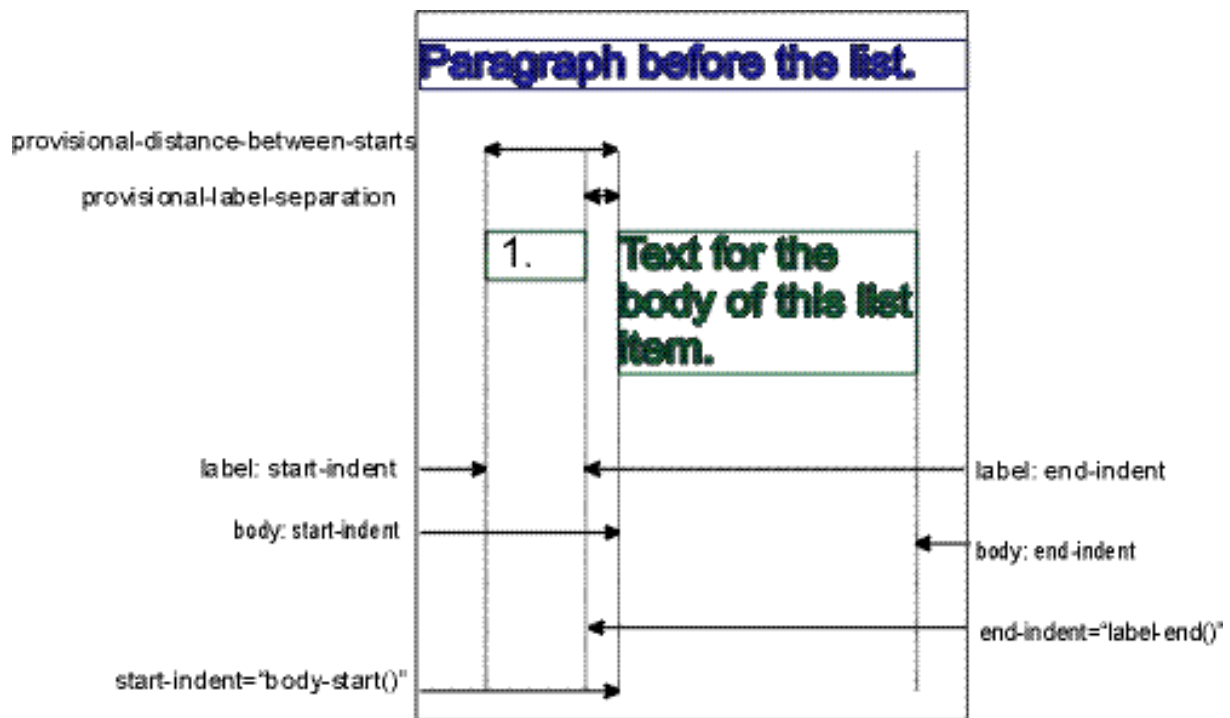 Paragraph before the list.
provisional-distance-between-starts
provisional-label-separation
1.
Text for the
body of this list
item.
label: start-indent
label: end-indent
body: start-indent
body: end-indent
end-indent=“label-end()”
start-indent=“body-start()”